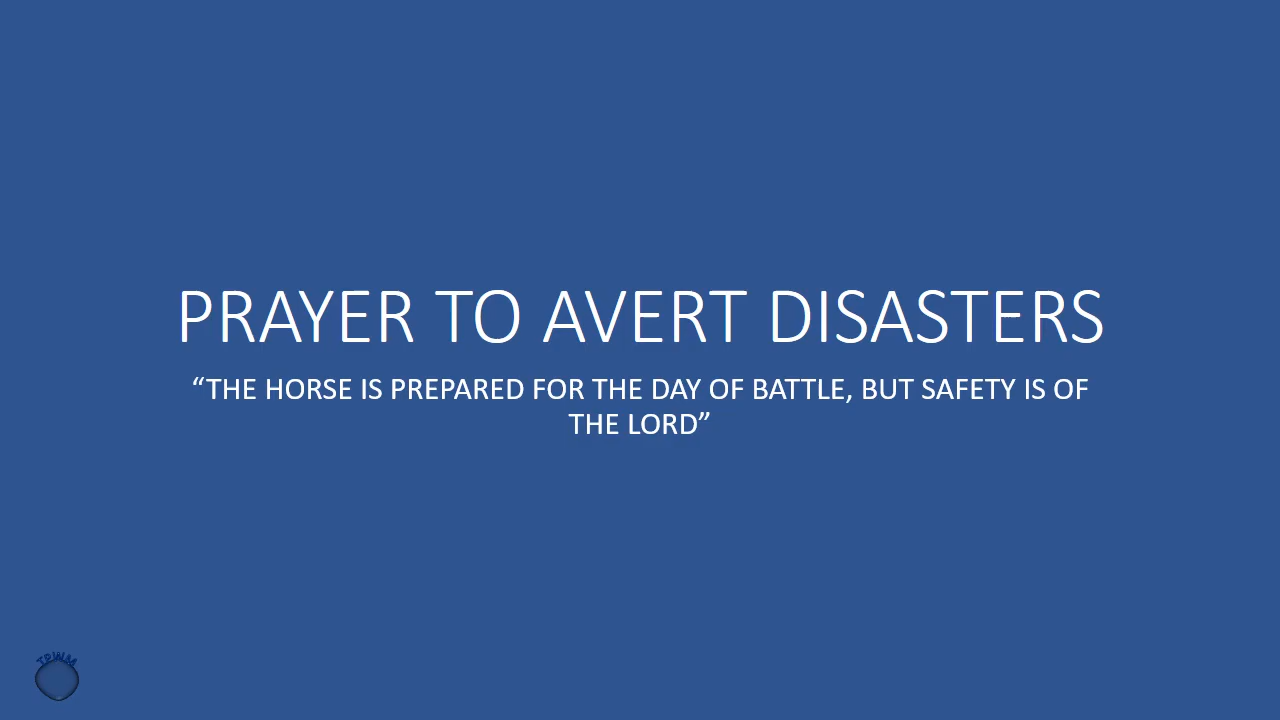 PRAYER TO AVERT DISASTERS
“THE HORSE IS PREPARED FOR THE DAY OF BATTLE, BUT SAFETY IS OF
THE LORD”
TPWM